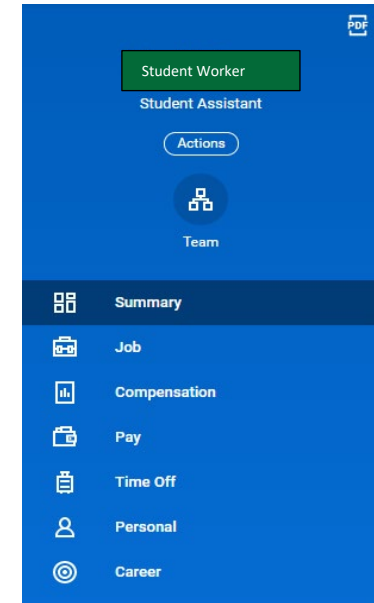 PDF
Student Worker
Student Assistant
Actions
Team
Summary
Job
Compensation
Pay
Time Off
Personal
Career